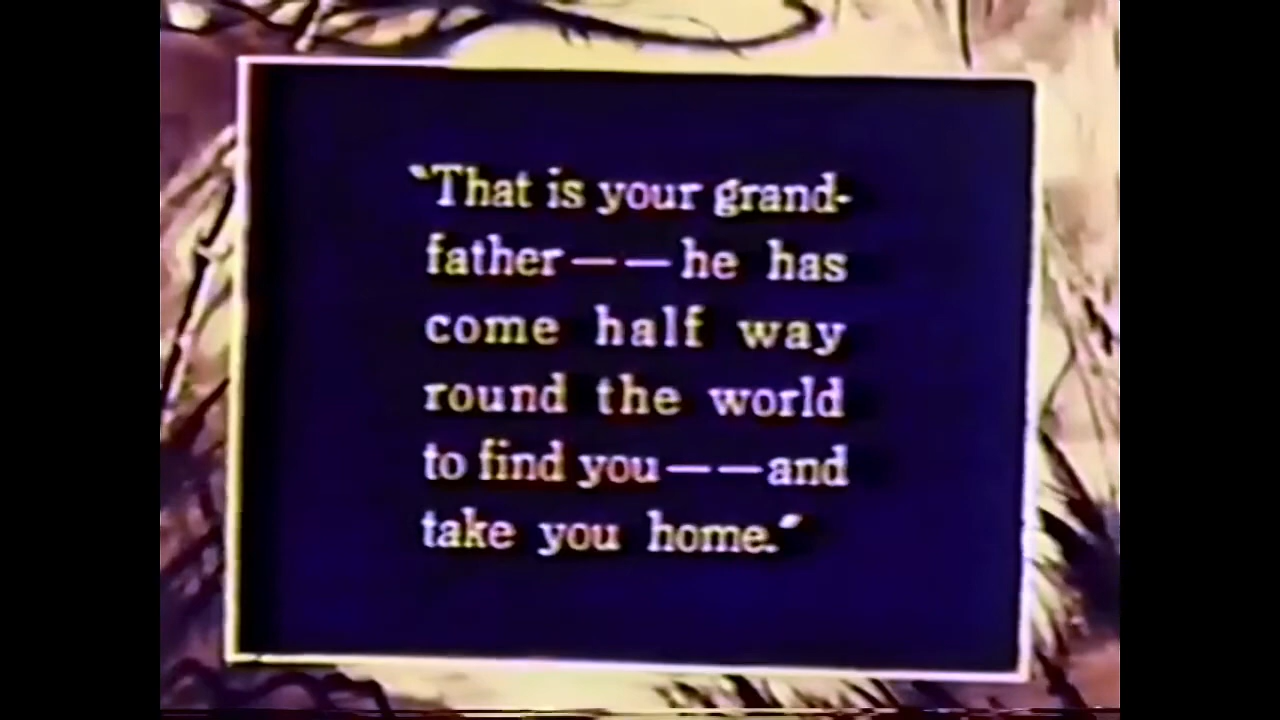 "That is your grand-
father——he has
come half way
round the world
to find you——and
take you home."